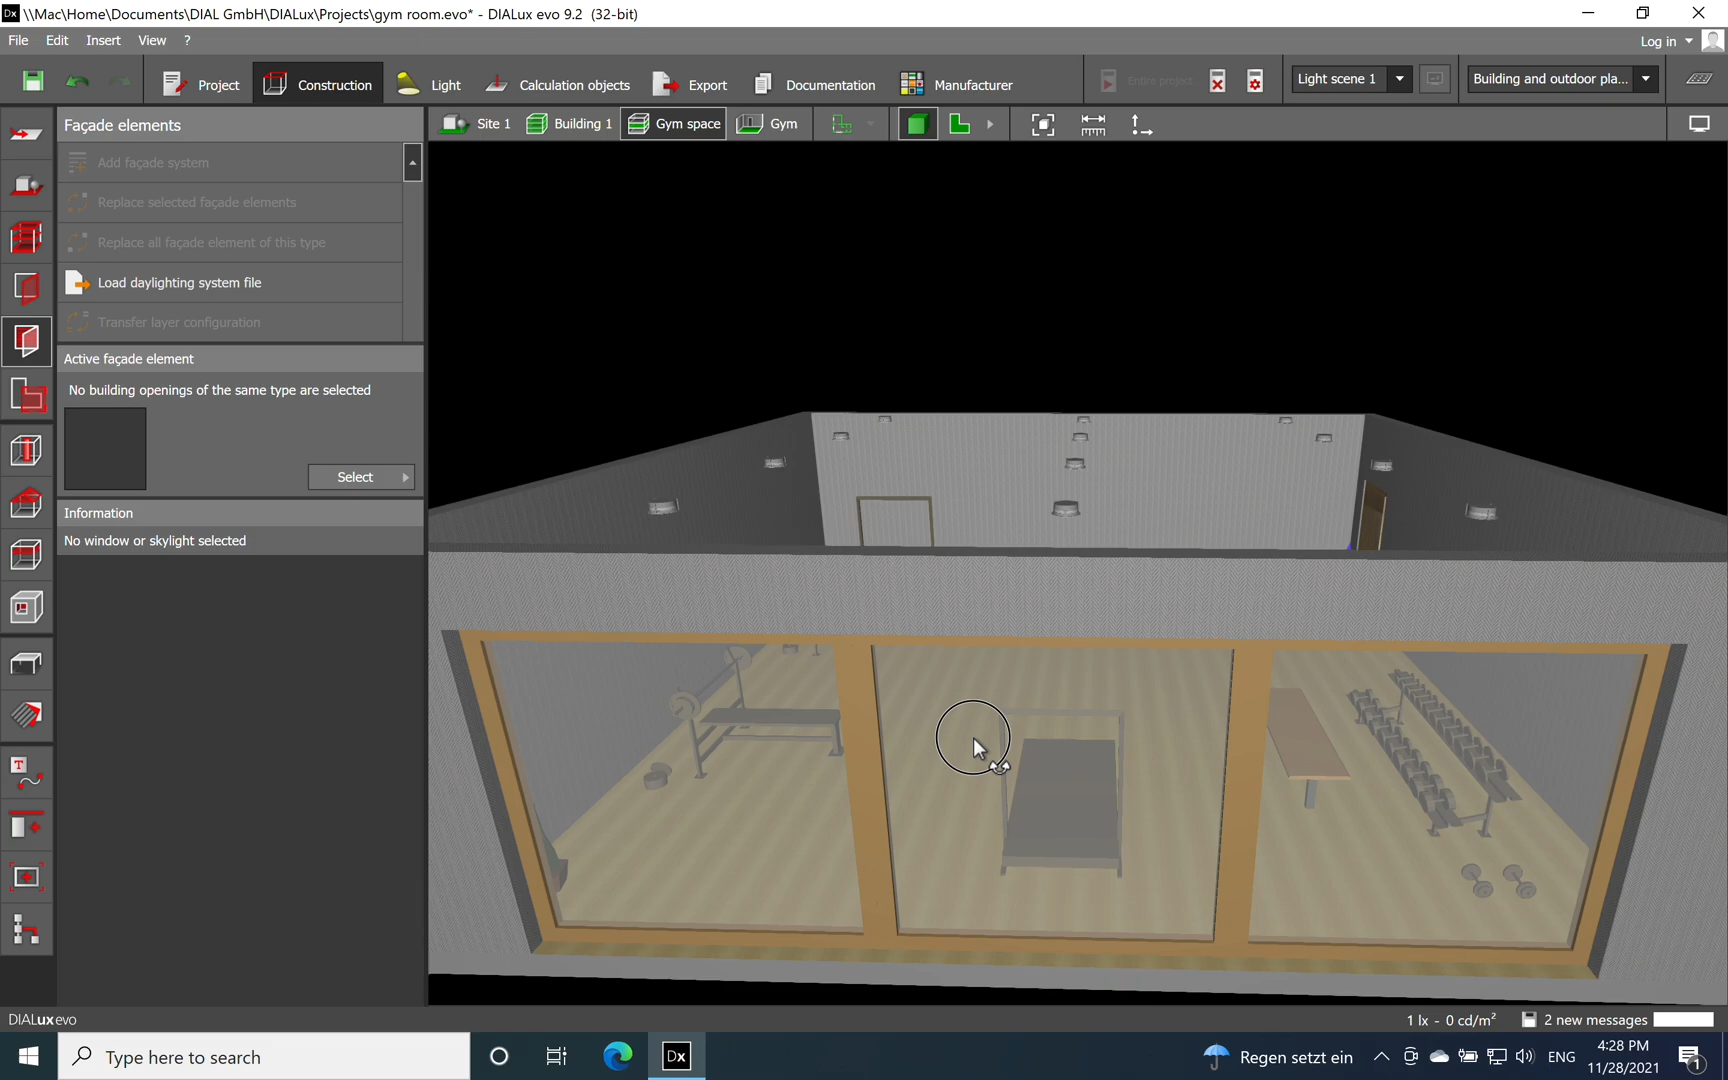 Dx \\Mac\Home\Documents\DIAL GmbH\DIALux\Projects\gym room.evo* - DIALux evo 9.2 (32-bit)
File Edit Insert View ? Log in
Project Construction Light Calculation objects Export Documentation Manufacturer Entire project Light scene 1 Building and outdoor pla...
Façade elements
Site 1 Building 1 Gym space Gym
Add façade system
Replace selected façade elements
Replace all façade element of this type
Load daylighting system file
Transfer layer configuration
Active façade element
No building openings of the same type are selected
Select
Information
No window or skylight selected
T
DIALux evo
1 lx - 0 cd/m²
2 new messages
Type here to search
Dx
Regen setzt ein
ENG
4:28 PM
11/28/2021
1